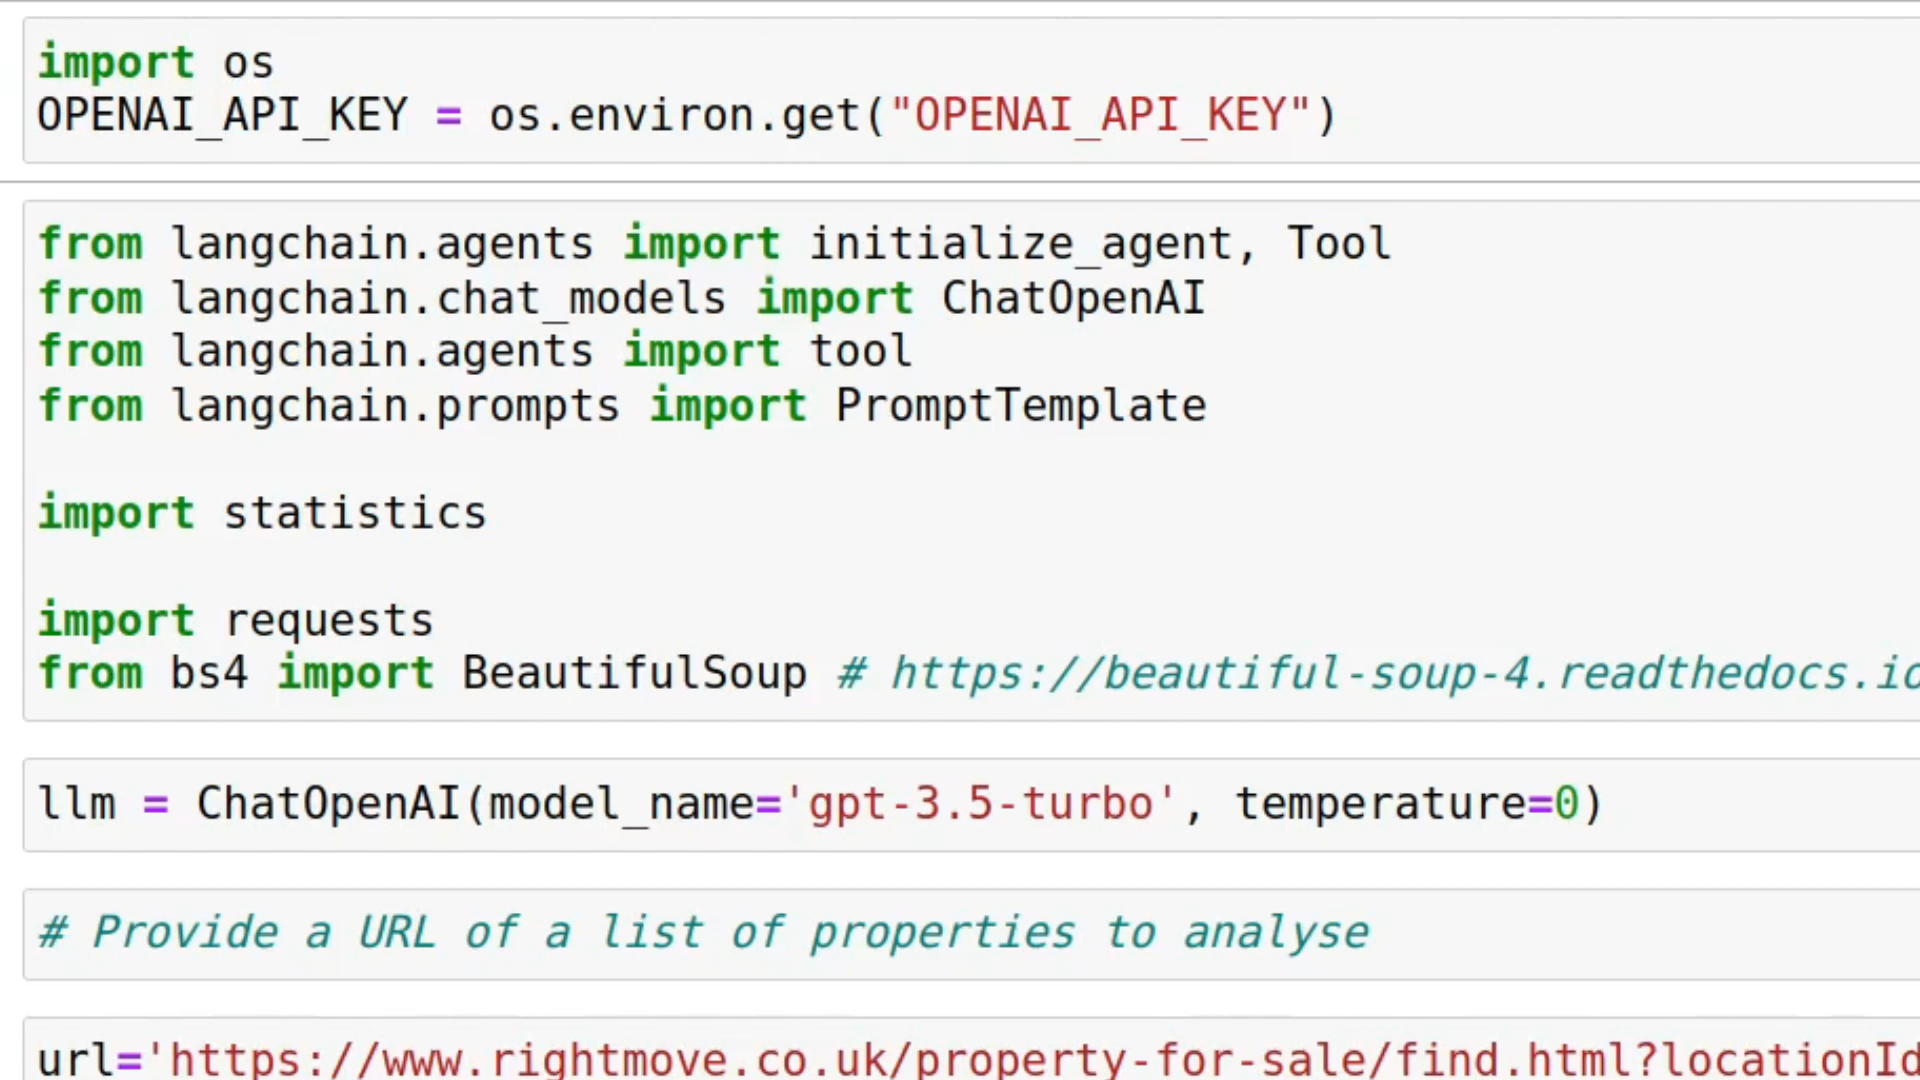 import os
OPENAI_API_KEY = os.environ.get("OPENAI_API_KEY")
from langchain.agents import initialize_agent, Tool
from langchain.chat_models import ChatOpenAI
from langchain.agents import tool
from langchain.prompts import PromptTemplate
import statistics
import requests
from bs4 import BeautifulSoup # https://beautiful-soup-4.readthedocs.io
llm = ChatOpenAI(model_name='gpt-3.5-turbo', temperature=0)
# Provide a URL of a list of properties to analyse
url='https://www.rightmove.co.uk/property-for-sale/find.html?locationId